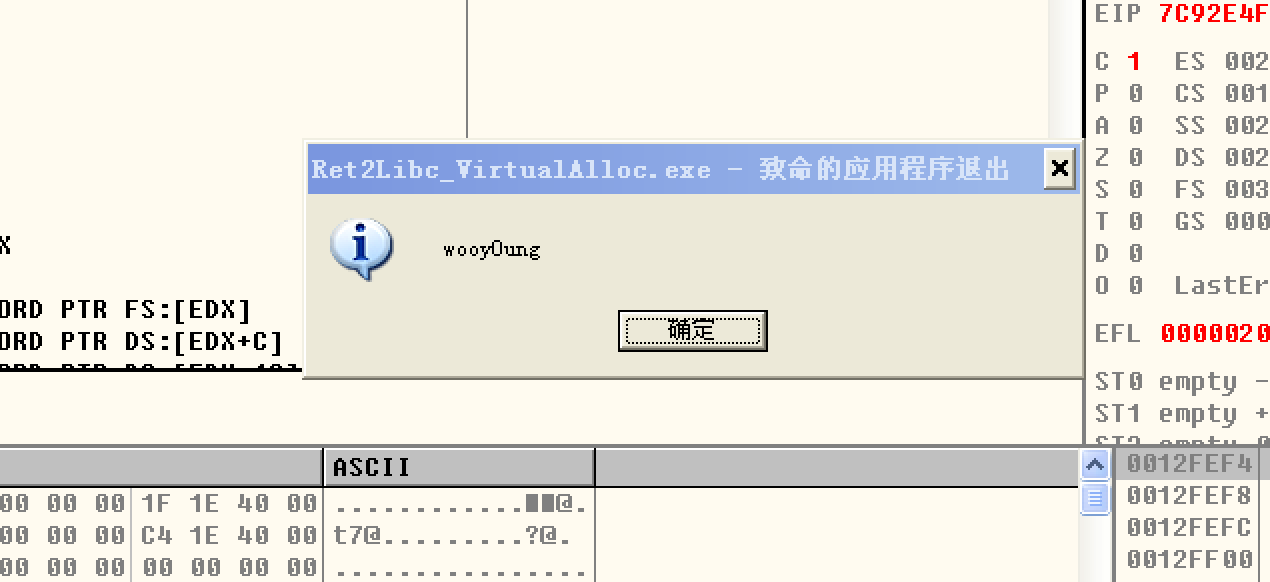 EIP 7C92E4F
C 1 ES 002
P 0 CS 001
A 0 SS 002
Z 0 DS 002
S 0 FS 003
T 0 GS 000
D 0
O 0 LastEr
EFL 0000020
ST0 empty -
ST1 empty +
ST2 empty 0
Ret2Libc_VirtualAlloc.exe - 致命的应用程序退出
wooy0ung
确定
X
ORD PTR FS:[EDX]
ORD PTR DS:[EDX+C]
ASCII
00 00 00 1F 1E 40 00 ............██@.
00 00 00 C4 1E 40 00 t7@.........?@.
00 00 00 00 00 00 00 ................
0012FEF4
0012FEF8
0012FEFC
0012FF00